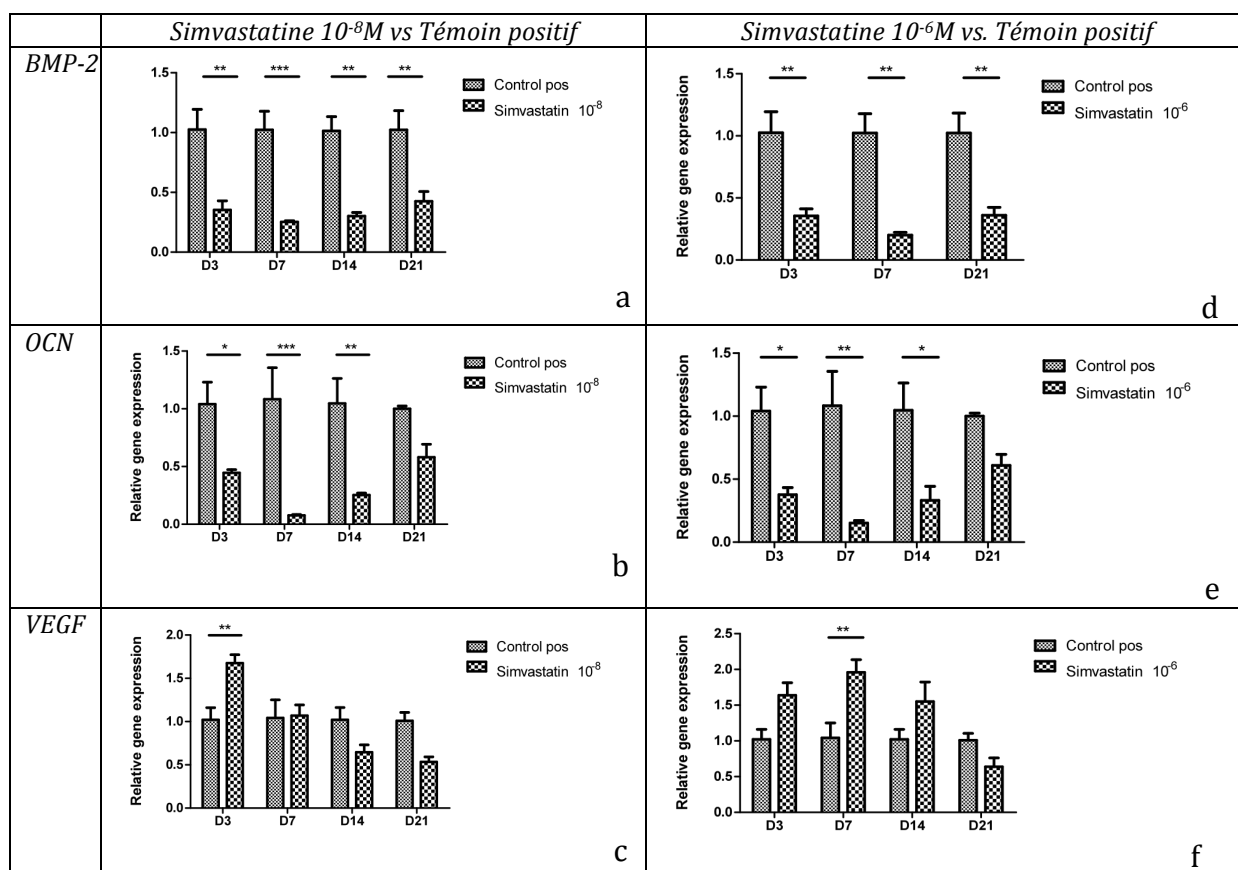 Simvastatine 10⁻⁸M vs Témoin positif
Simvastatine 10⁻⁶M vs. Témoin positif
BMP-2
** *** ** **
Control pos
Simvastatin 10⁻⁸
1.5
1.0
0.5
0.0
D3 D7 D14 D21
a
** ** **
Control pos
Simvastatin 10⁻⁶
Relative gene expression
1.5
1.0
0.5
0.0
D3 D7 D21
d
OCN
* *** **
Control pos
Simvastatin 10⁻⁸
Relative gene expression
1.5
1.0
0.5
0.0
D3 D7 D14 D21
b
* ** *
Control pos
Simvastatin 10⁻⁶
Relative gene expression
1.5
1.0
0.5
0.0
D3 D7 D14 D21
e
VEGF
**
Control pos
Simvastatin 10⁻⁸
Relative gene expression
2.0
1.5
1.0
0.5
0.0
D3 D7 D14 D21
c
**
Control pos
Simvastatin 10⁻⁶
Relative gene expression
2.5
2.0
1.5
1.0
0.5
0.0
D3 D7 D14 D21
f